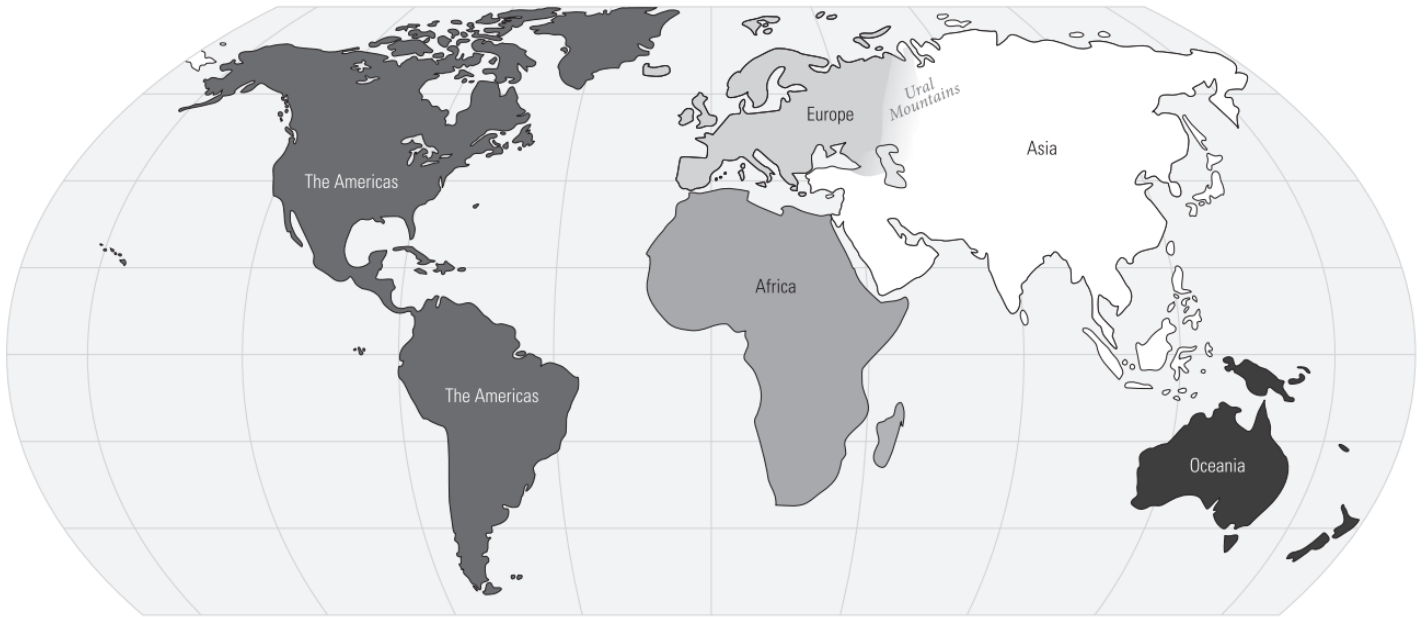 Ural
Mountains
Europe
Asia
The Americas
Africa
The Americas
Oceania